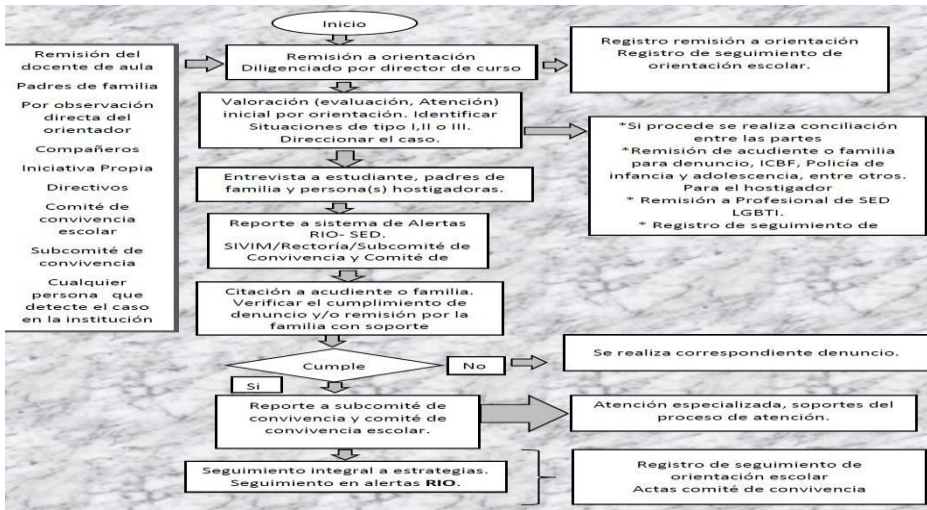 Inicio
Remisión del
docente de aula
Padres de familia
Por observación
directa del
orientador
Compañeros
Iniciativa Propia
Directivos
Comité de
convivencia
escolar
Subcomité de
convivencia
Cualquier
persona que
detecte el caso
en la institución
Remisión a orientación
Diligenciado por director de curso
Registro remisión a orientación
Registro de seguimiento de
orientación escolar.
Valoración (evaluación, Atención)
inicial por orientación. Identificar
Situaciones de tipo I,II o III.
Direccionar el caso.
*Si procede se realiza conciliación
entre las partes
*Remisión de acudiente o familia
para denuncio, ICBF, Policía de
infancia y adolescencia, entre otros.
Para el hostigador
* Remisión a Profesional de SED
LGBTI.
* Registro de seguimiento de
Entrevista a estudiante, padres
de familia y persona(s) hostigadoras.
Reporte a sistema de Alertas
RIO- SED.
SIVIM/Rectoría/Subcomité de
Convivencia y Comité de
Citación a acudiente o familia.
Verificar el cumplimiento de
denuncio y/o remisión por la
familia con soporte
Cumple
No
Se realiza correspondiente denuncio.
Si
Reporte a subcomité de
convivencia y comité de
convivencia escolar.
Atención especializada, soportes del
proceso de atención.
Seguimiento integral a estrategias.
Seguimiento en alertas RIO.
Registro de seguimiento de
orientación escolar
Actas comité de convivencia